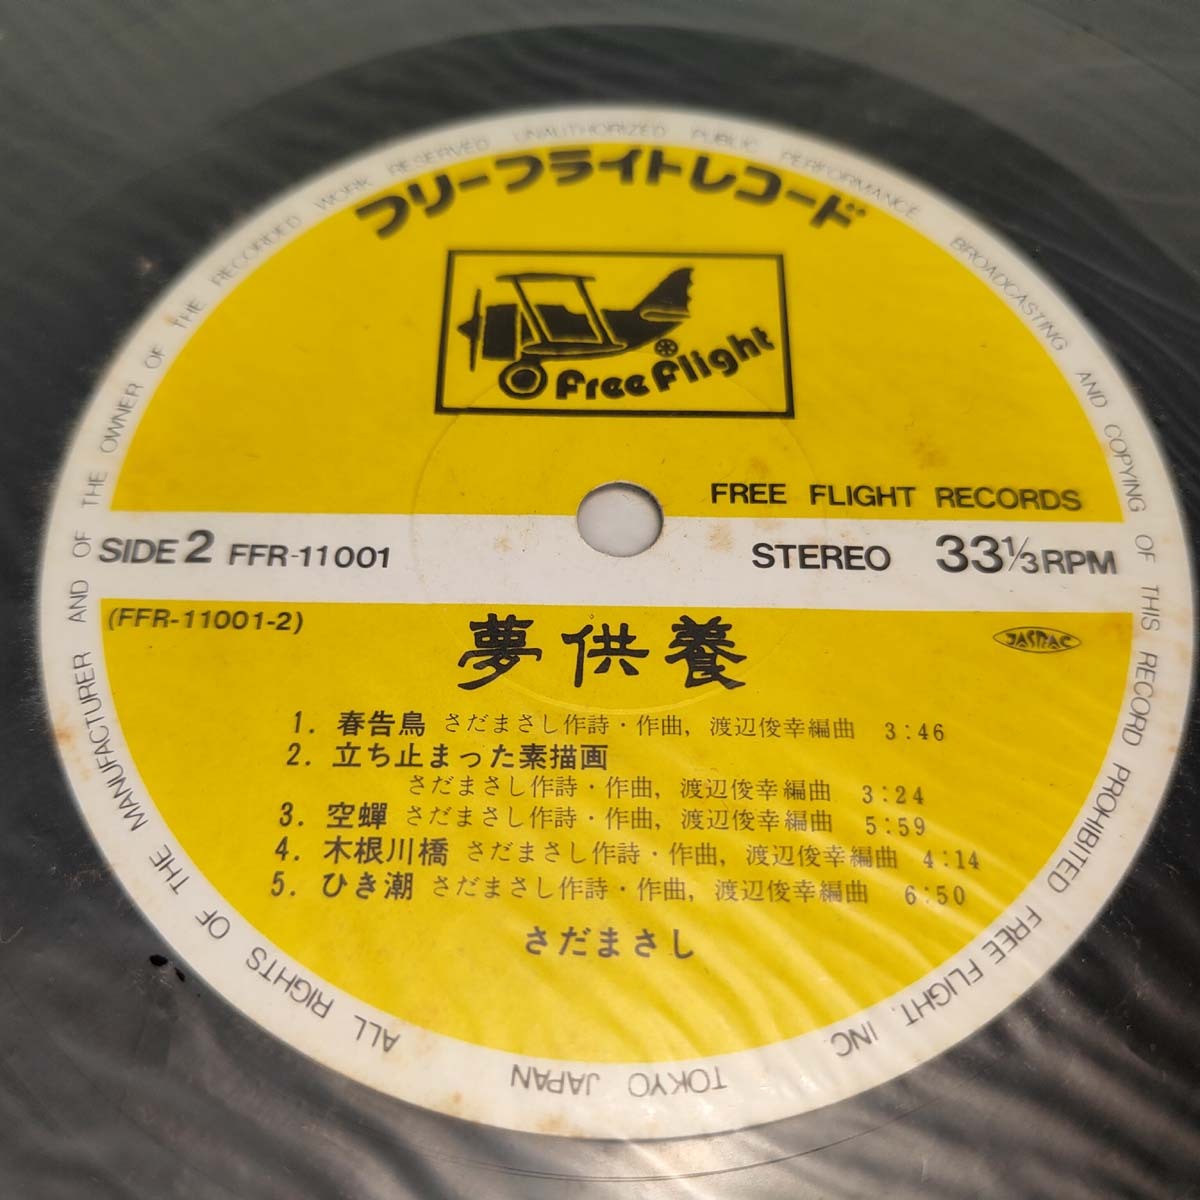 ALL RIGHTS OF THE MANUFACTURER AND OF THE OWNER OF THE RECORDED WORK RESERVED UNAUTHORIZED PUBLIC PERFORMANCE BROADCASTING AND COPYING OF THIS RECORD PROHIBITED FREE FLIGHT, INC. TOKYO JAPAN
フリーフライトレコード
Free Flight
FREE FLIGHT RECORDS
SIDE 2 FFR-11001
STEREO 33⅓RPM
(FFR-11001-2)
JASRAC
夢供養
1. 春告鳥 さだまさし作詩・作曲, 渡辺俊幸編曲 3:46
2. 立ち止まった素描画
さだまさし作詩・作曲, 渡辺俊幸編曲 3:24
3. 空蟬 さだまさし作詩・作曲, 渡辺俊幸編曲 5:59
4. 木根川橋 さだまさし作詩・作曲, 渡辺俊幸編曲 4:14
5. ひき潮 さだまさし作詩・作曲, 渡辺俊幸編曲 6:50
さだまさし